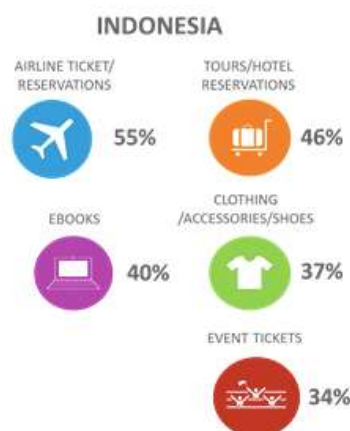 INDONESIA
AIRLINE TICKET/
RESERVATIONS
55%
TOURS/HOTEL
RESERVATIONS
46%
EBOOKS
40%
CLOTHING
/ACCESSORIES/SHOES
37%
EVENT TICKETS
34%